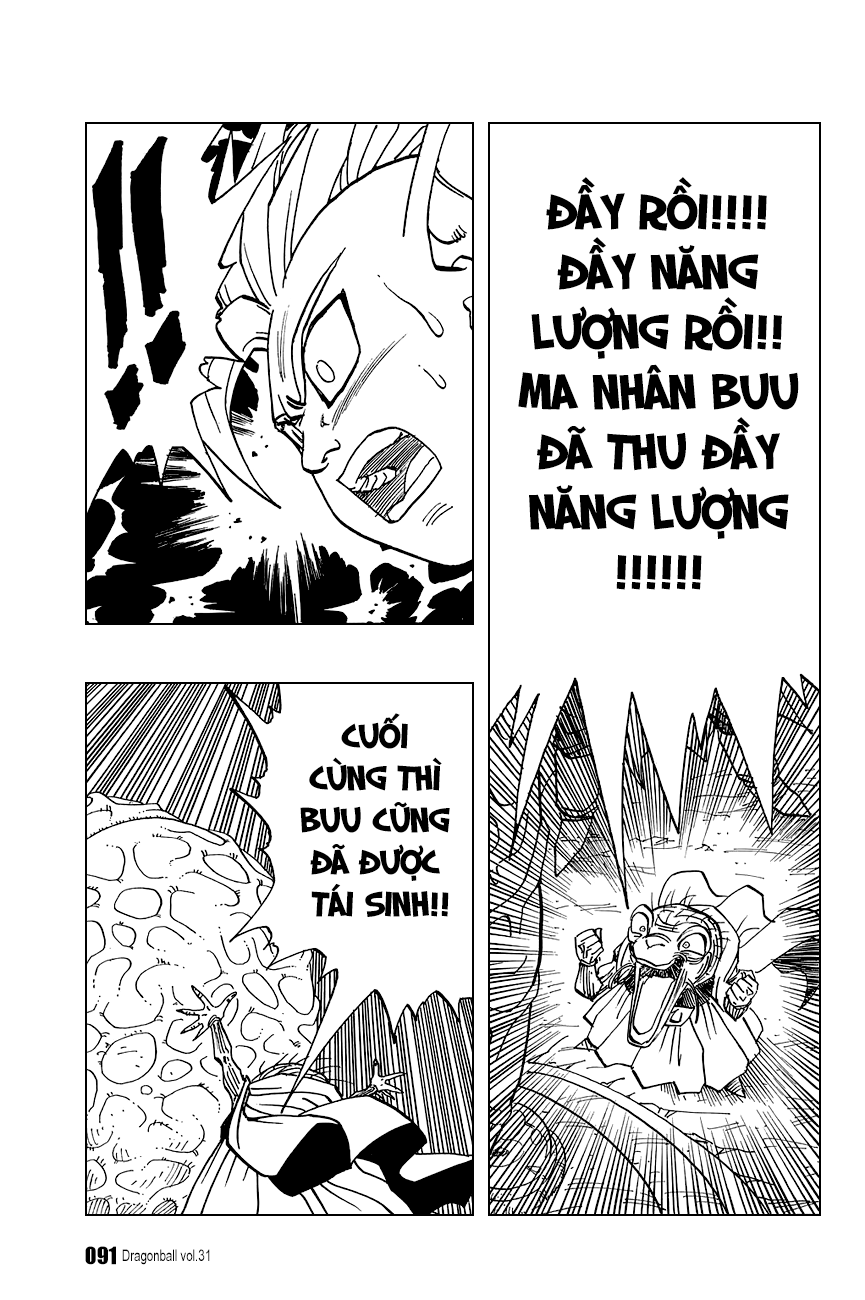 ĐẦY RỒI!!!!
ĐẦY NĂNG
LƯỢNG RỒI!!
MA NHÂN BUU
ĐÃ THU ĐẦY
NĂNG LƯỢNG
!!!!!!
!!
CUỐI
CÙNG THÌ
BUU CŨNG
ĐÃ ĐƯỢC
TÁI SINH!!
091 Dragonball vol.31